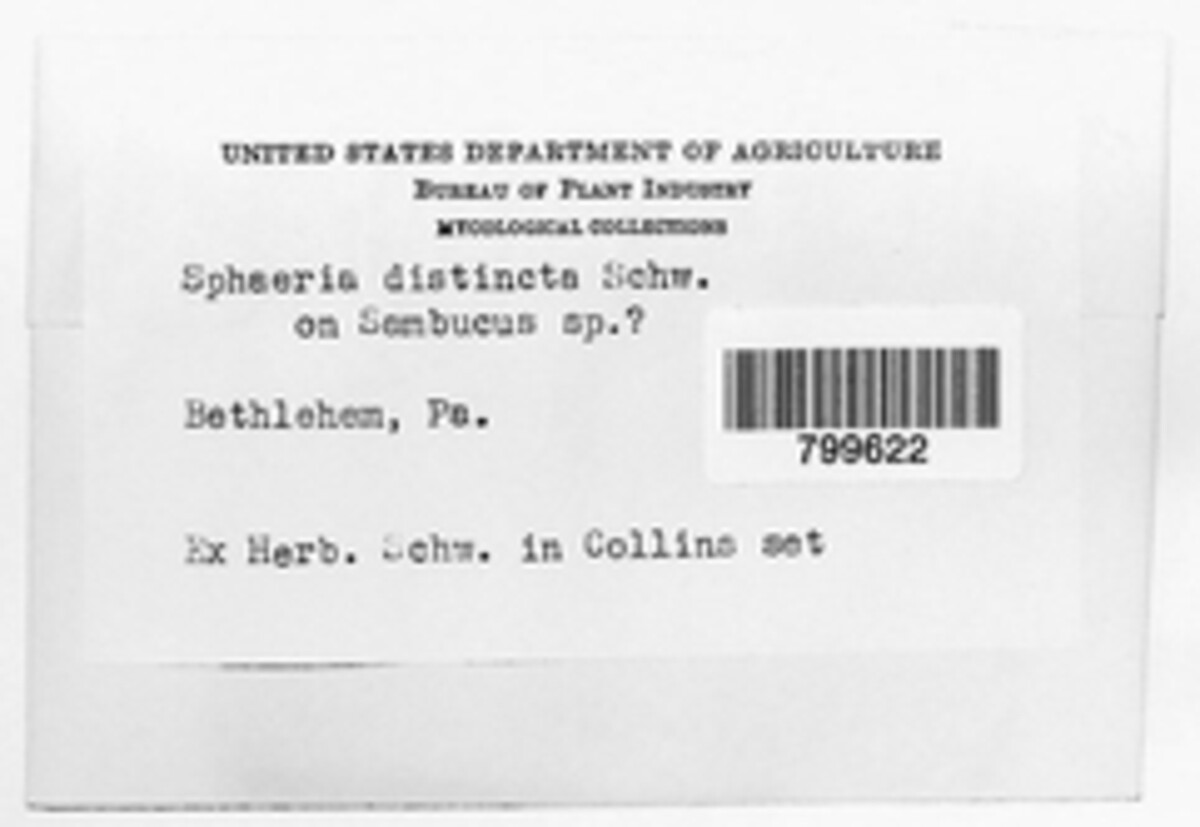 UNITED STATES DEPARTMENT OF AGRICULTURE
BUREAU OF PLANT INDUSTRY
MYCOLOGICAL COLLECTIONS
Sphaeria distincta Schw.
on Sambucus sp.?
Bethlehem, Pa.
799622
Ex Herb. Schw. in Collins set